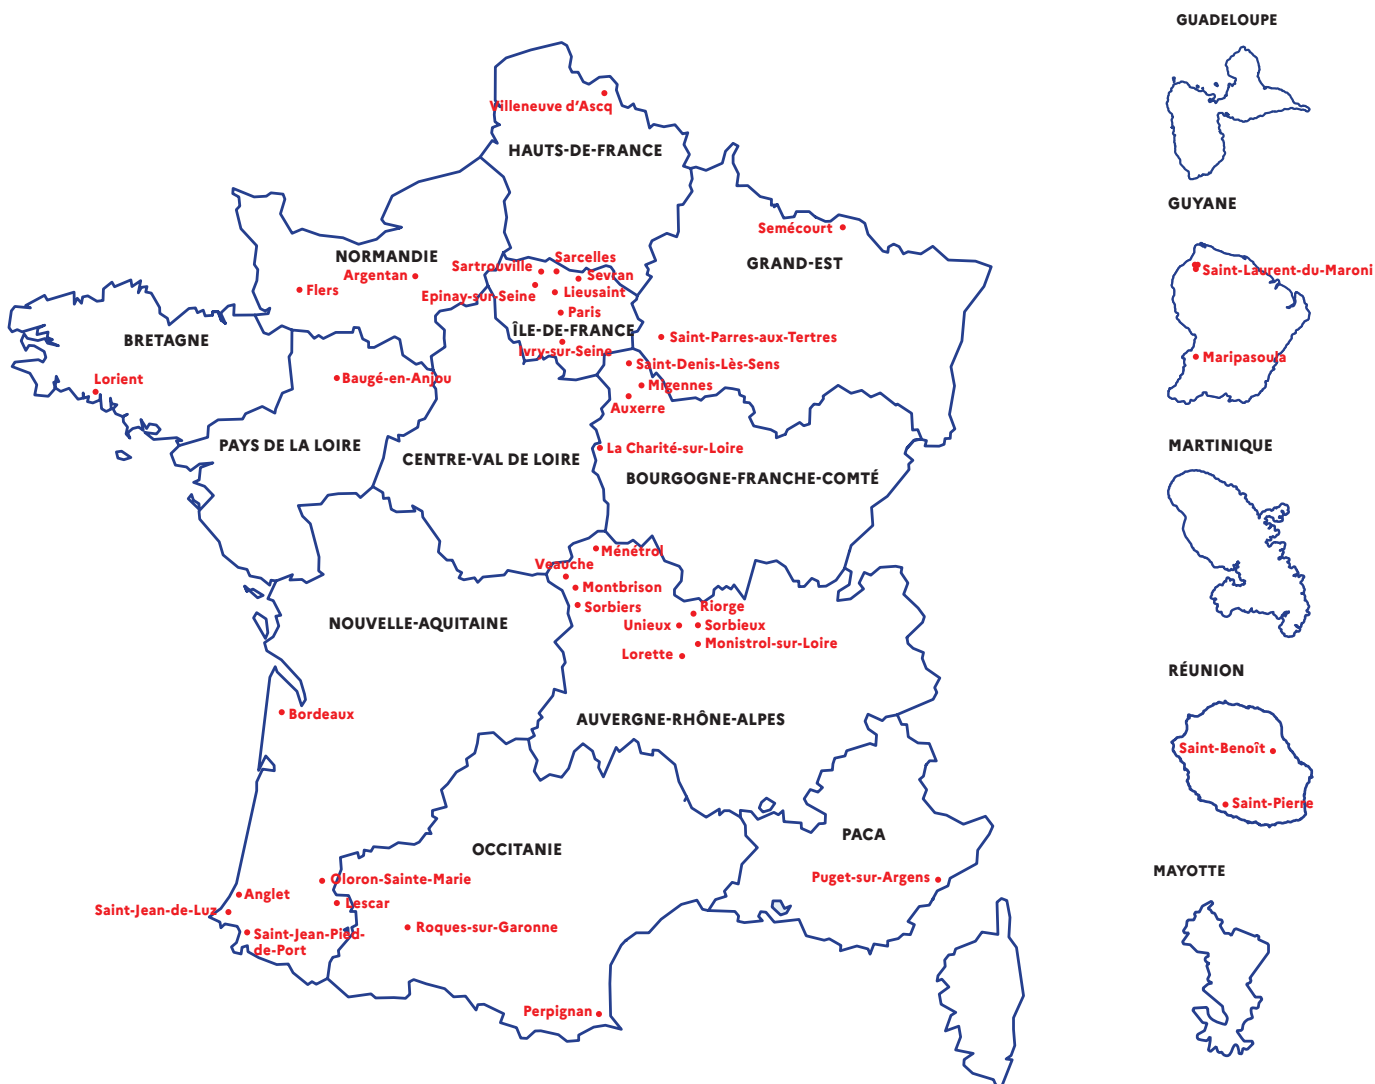 GUADELOUPE
Villeneuve d'Ascq
HAUTS-DE-FRANCE
GUYANE
Semécourt
NORMANDIE
Sarcelles
GRAND-EST
Sartrouville
Saint-Laurent-du-Maroni
Argentan
Sevran
Flers
Epinay-sur-Seine
Lieusaint
Paris
ÎLE-DE-FRANCE
BRETAGNE
Saint-Parres-aux-Tertres
Ivry-sur-Seine
Maripasoula
Saint-Denis-Lès-Sens
Lorient
Baugé-en-Anjou
Migennes
Auxerre
PAYS DE LA LOIRE
MARTINIQUE
La Charité-sur-Loire
CENTRE-VAL DE LOIRE
BOURGOGNE-FRANCHE-COMTÉ
Ménétrol
Veauche
Montbrison
Sorbiers
Riorge
NOUVELLE-AQUITAINE
Unieux
Sorbieux
Monistrol-sur-Loire
Lorette
RÉUNION
Bordeaux
AUVERGNE-RHÔNE-ALPES
Saint-Benoît
Saint-Pierre
PACA
OCCITANIE
MAYOTTE
Puget-sur-Argens
Oloron-Sainte-Marie
Anglet
Lescar
Saint-Jean-de-Luz
Roques-sur-Garonne
Saint-Jean-Pied-
de-Port
Perpignan